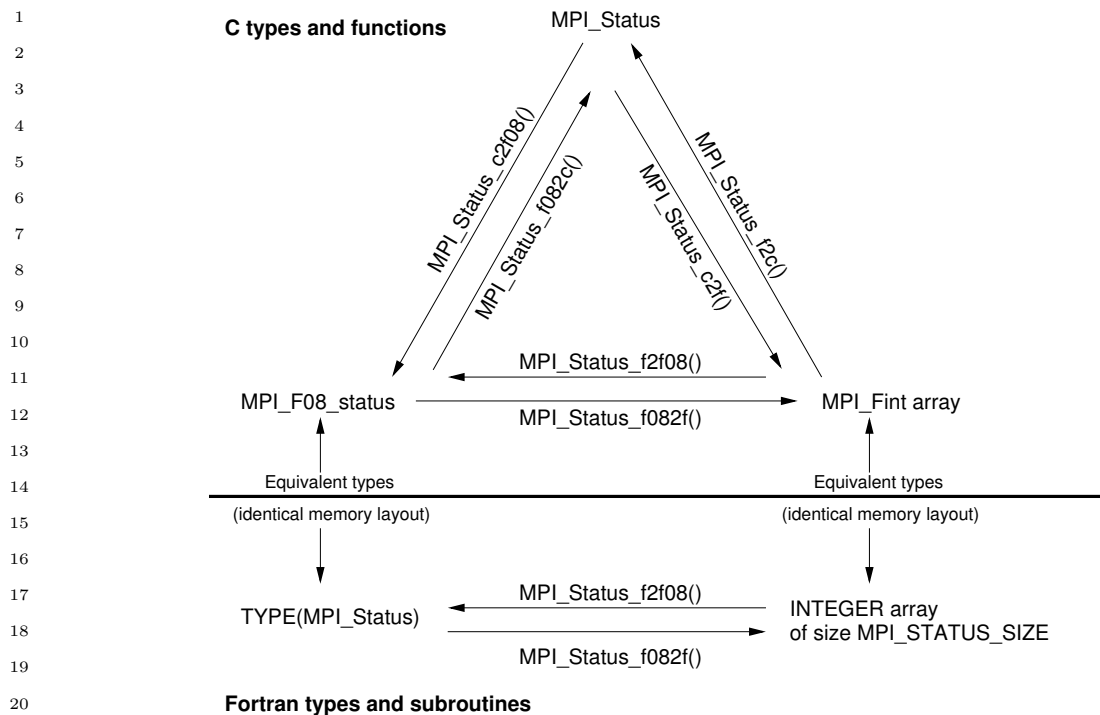 1
C types and functions
MPI_Status
2
3
4
5
6
7
8
9
10
11
12
13
14
15
16
17
18
19
20
MPI_Status_c2f08()
MPI_Status_f082c()
MPI_Status_c2f()
MPI_Status_f2c()
MPI_Status_f2f08()
MPI_F08_status
MPI_Status_f082f()
MPI_Fint array
Equivalent types
Equivalent types
(identical memory layout)
(identical memory layout)
MPI_Status_f2f08()
TYPE(MPI_Status)
INTEGER array
of size MPI_STATUS_SIZE
MPI_Status_f082f()
Fortran types and subroutines